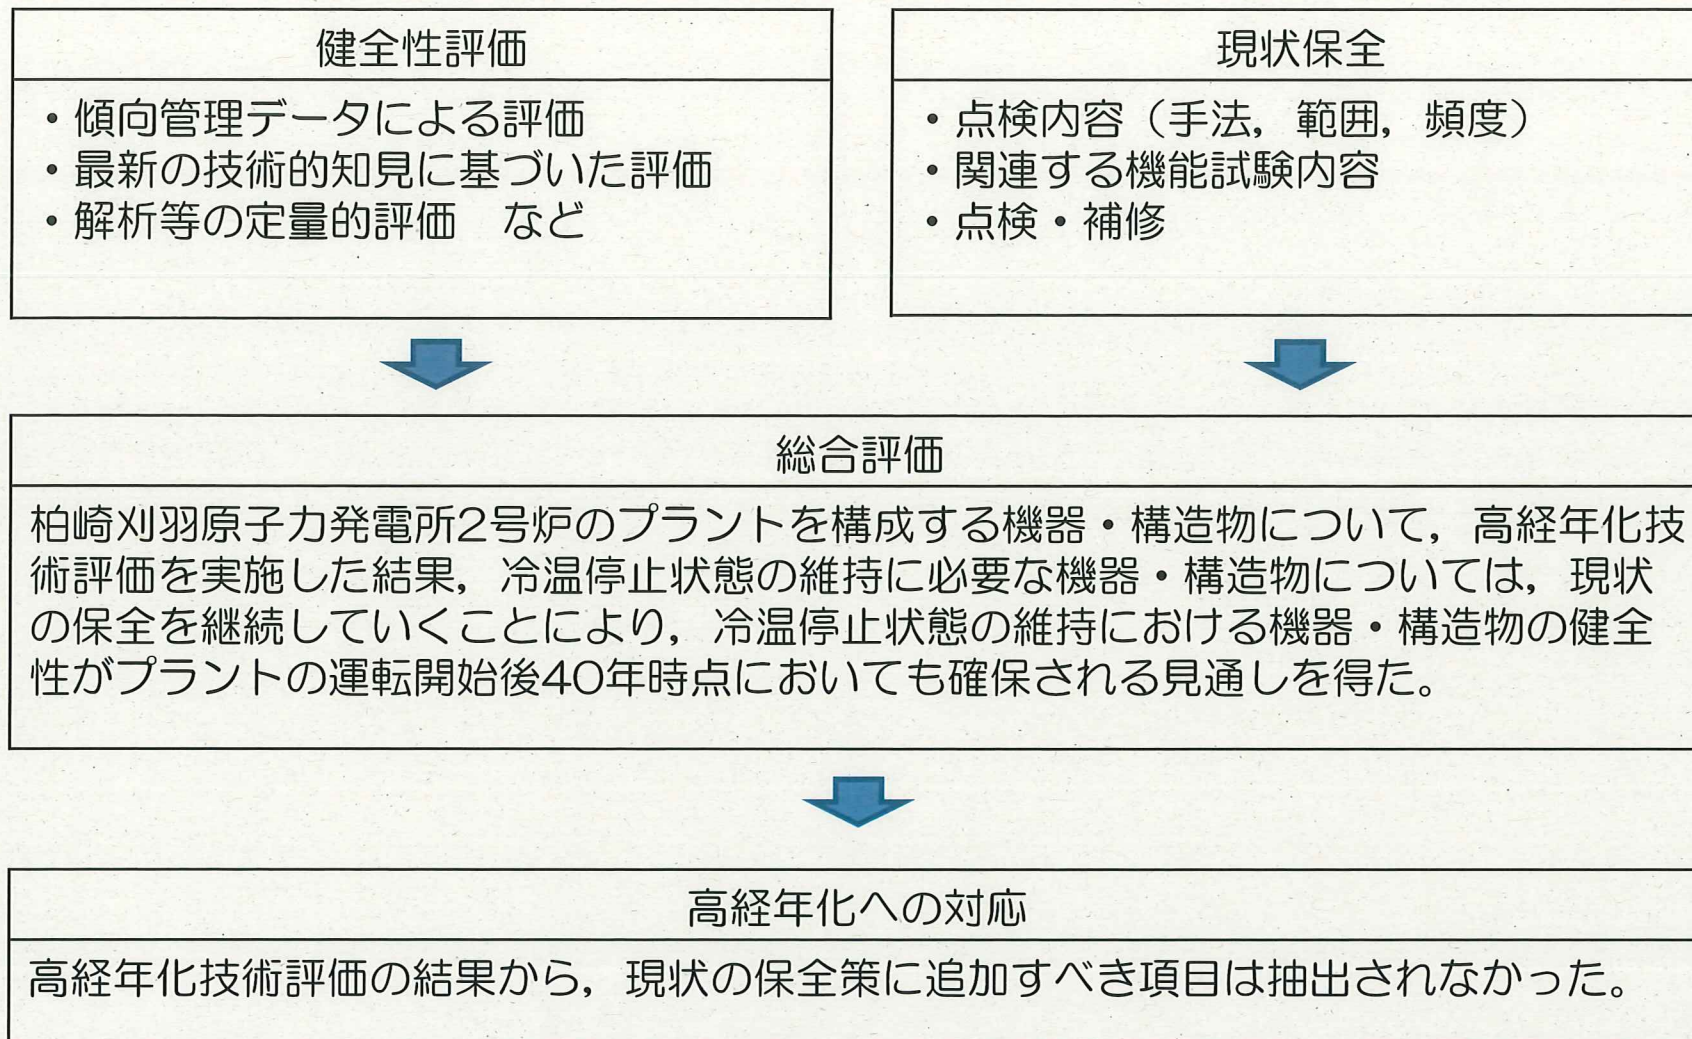 健全性評価
・傾向管理データによる評価
・最新の技術的知見に基づいた評価
・解析等の定量的評価　など
現状保全
・点検内容（手法，範囲，頻度）
・関連する機能試験内容
・点検・補修
総合評価
柏崎刈羽原子力発電所2号炉のプラントを構成する機器・構造物について，高経年化技
術評価を実施した結果，冷温停止状態の維持に必要な機器・構造物については，現状
の保全を継続していくことにより，冷温停止状態の維持における機器・構造物の健全
性がプラントの運転開始後40年時点においても確保される見通しを得た。
高経年化への対応
高経年化技術評価の結果から，現状の保全策に追加すべき項目は抽出されなかった。